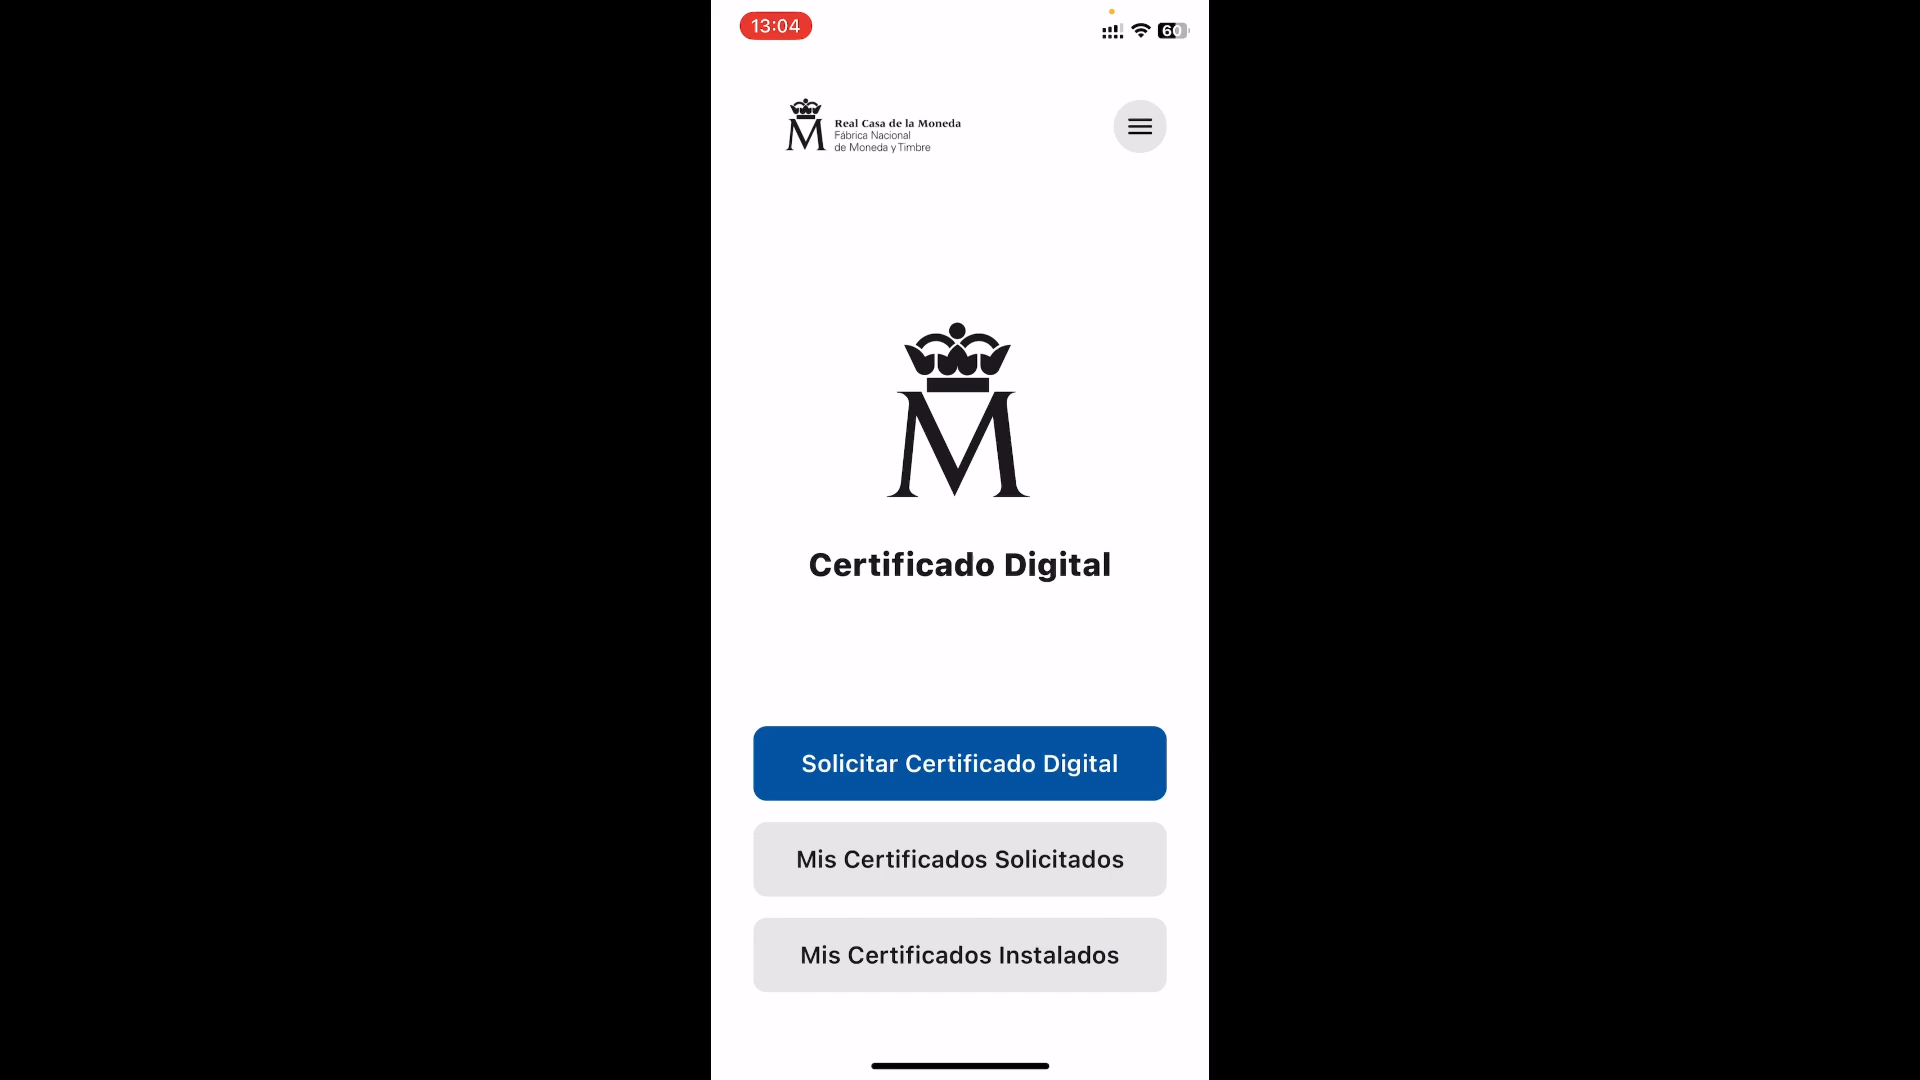 13:04
60
Real Casa de la Moneda
Fábrica Nacional
de Moneda y Timbre
M
Certificado Digital
Solicitar Certificado Digital
Mis Certificados Solicitados
Mis Certificados Instalados